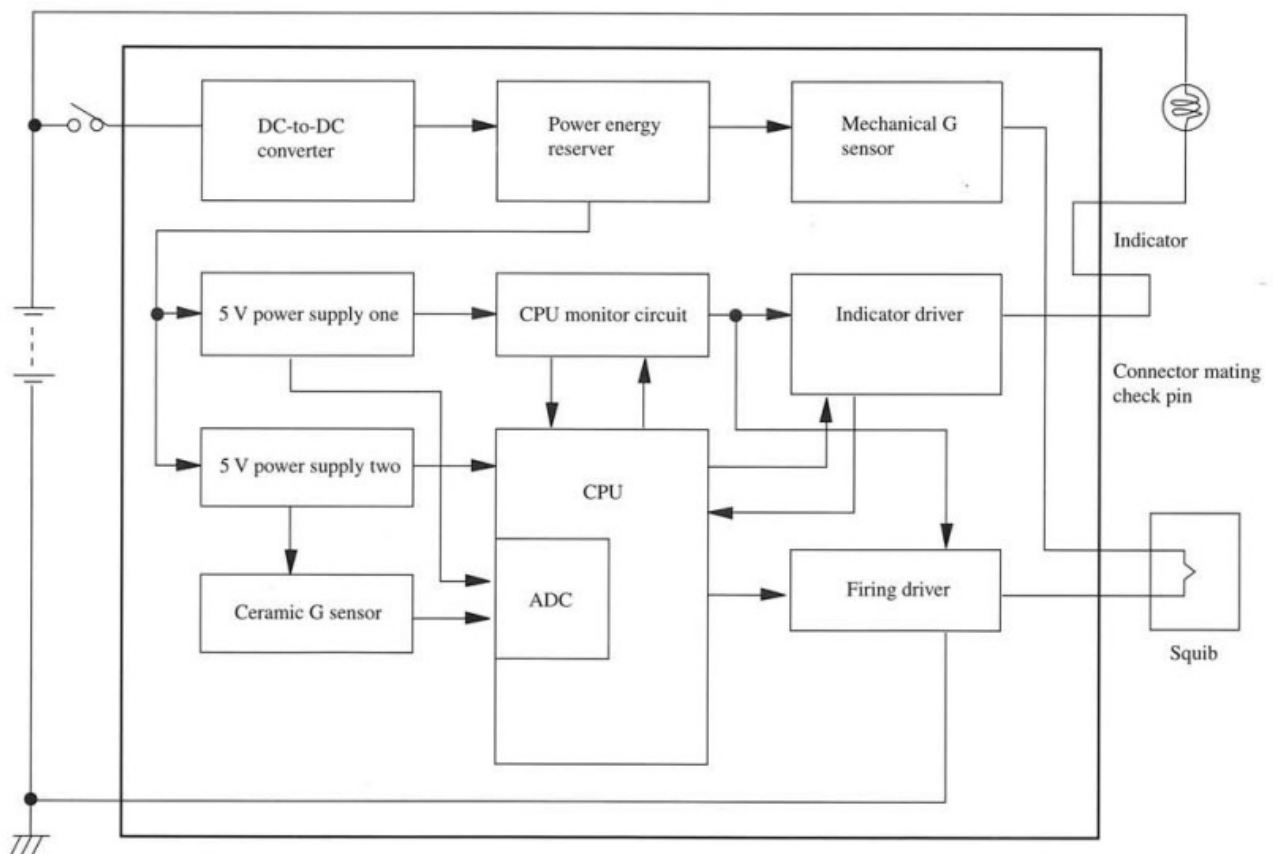 DC-to-DC
converter
Power energy
reserver
Mechanical G
sensor
Indicator
5 V power supply one
CPU monitor circuit
Indicator driver
Connector mating
check pin
5 V power supply two
CPU
ADC
Ceramic G sensor
Firing driver
Squib